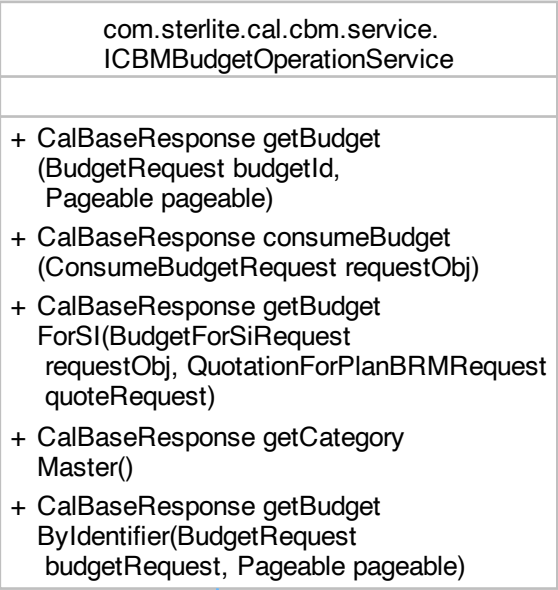 com.sterlite.cal.cbm.service.
ICBMBudgetOperationService
+ CalBaseResponse getBudget
(BudgetRequest budgetId,
Pageable pageable)
+ CalBaseResponse consumeBudget
(ConsumeBudgetRequest requestObj)
+ CalBaseResponse getBudget
ForSI(BudgetForSiRequest
requestObj, QuotationForPlanBRMRequest
quoteRequest)
+ CalBaseResponse getCategory
Master()
+ CalBaseResponse getBudget
ByIdentifier(BudgetRequest
budgetRequest, Pageable pageable)